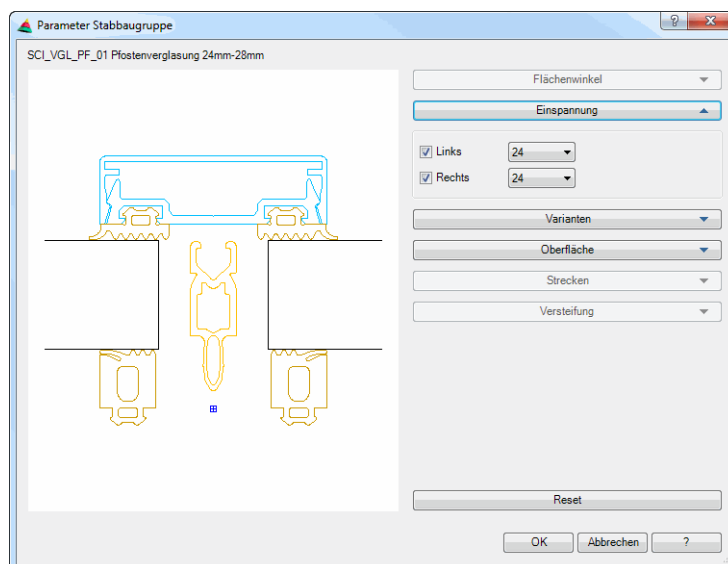 Parameter Stabbaugruppe
?
SCI_VGL_PF_01 Pfostenverglasung 24mm-28mm
Flächenwinkel
Einspannung
Links 24
Rechts 24
Varianten
Oberfläche
Strecken
Versteifung
Reset
OK Abbrechen ?